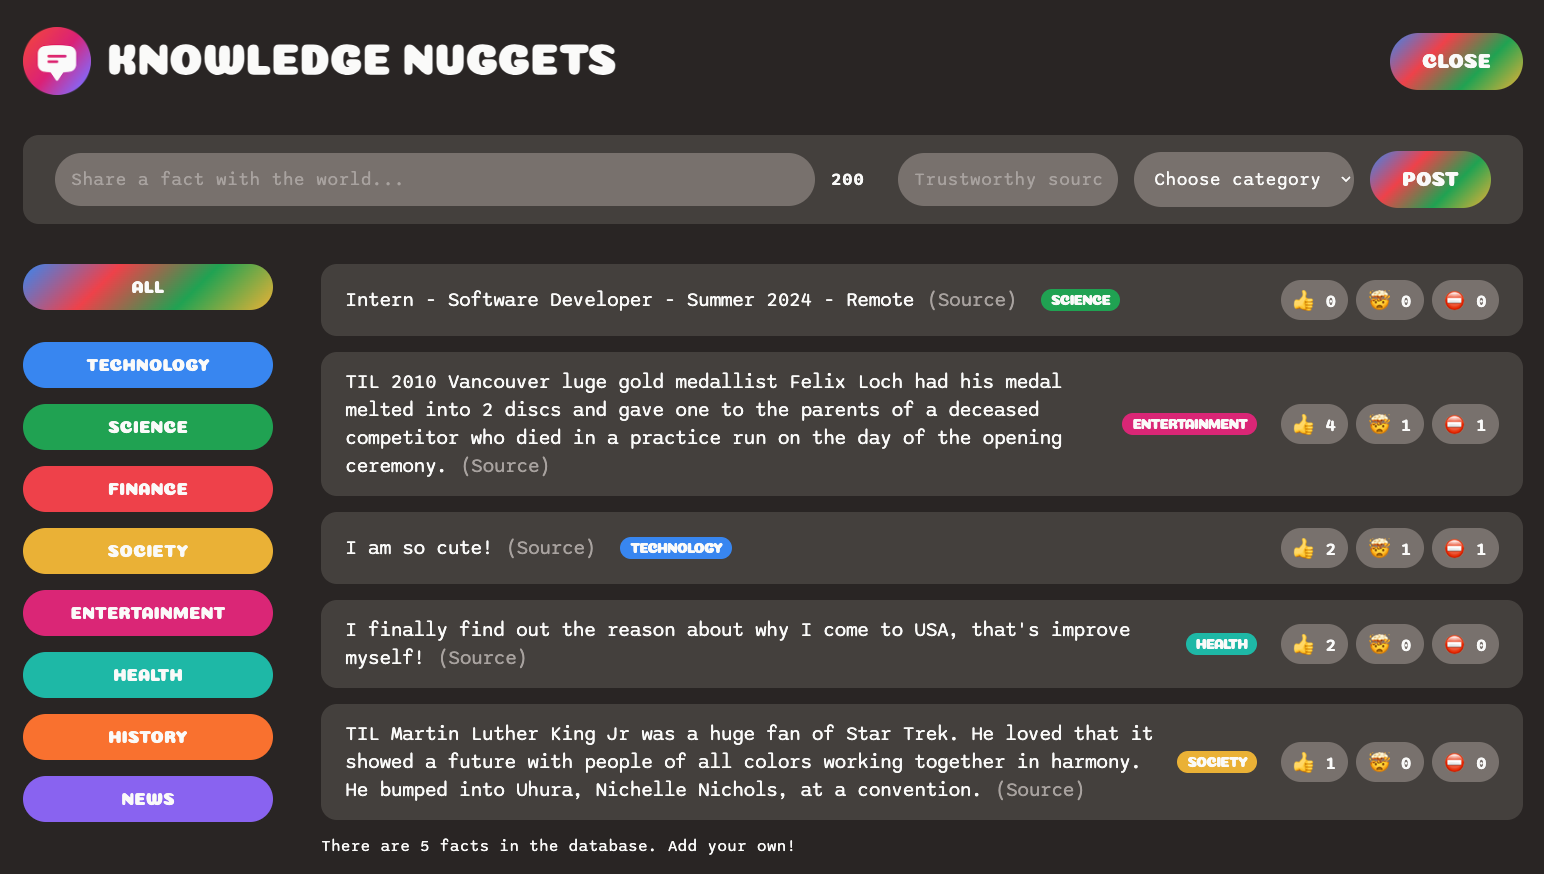 KNOWLEDGE NUGGETS
CLOSE
Share a fact with the world...
200
Trustworthy sourc
Choose category
POST
ALL
TECHNOLOGY
SCIENCE
FINANCE
SOCIETY
ENTERTAINMENT
HEALTH
HISTORY
NEWS
Intern - Software Developer - Summer 2024 - Remote (Source)
SCIENCE
0
0
0
TIL 2010 Vancouver luge gold medallist Felix Loch had his medal
melted into 2 discs and gave one to the parents of a deceased
competitor who died in a practice run on the day of the opening
ceremony. (Source)
ENTERTAINMENT
4
1
1
I am so cute! (Source)
TECHNOLOGY
2
1
1
I finally find out the reason about why I come to USA, that's improve
myself! (Source)
HEALTH
2
0
0
TIL Martin Luther King Jr was a huge fan of Star Trek. He loved that it
showed a future with people of all colors working together in harmony.
He bumped into Uhura, Nichelle Nichols, at a convention. (Source)
SOCIETY
1
0
0
There are 5 facts in the database. Add your own!